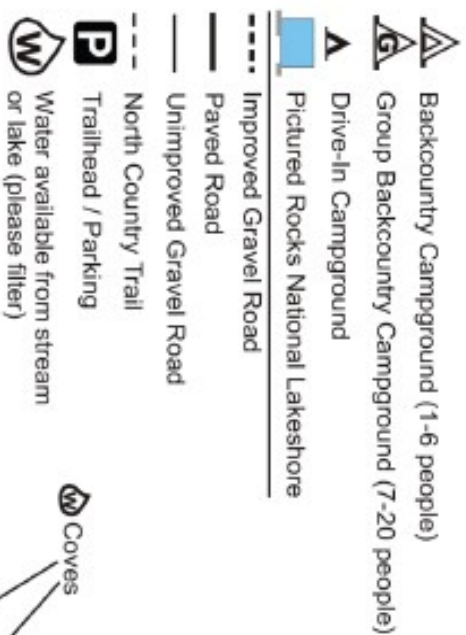 Backcountry Campground (1-6 people)
G Group Backcountry Campground (7-20 people)
Drive-In Campground
Pictured Rocks National Lakeshore
Improved Gravel Road
Paved Road
Unimproved Gravel Road
North Country Trail
P Trailhead / Parking
W Water available from stream
or lake (please filter)
W Coves